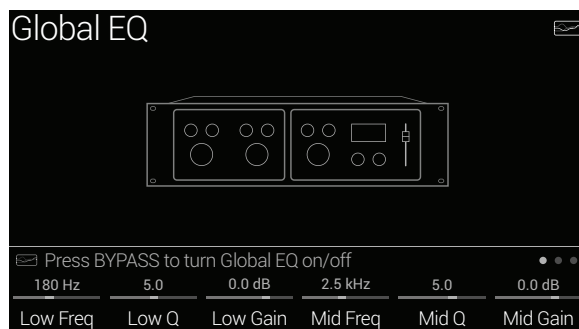 Global EQ
Press BYPASS to turn Global EQ on/off
180 Hz 5.0 0.0 dB 2.5 kHz 5.0 0.0 dB
Low Freq Low Q Low Gain Mid Freq Mid Q Mid Gain